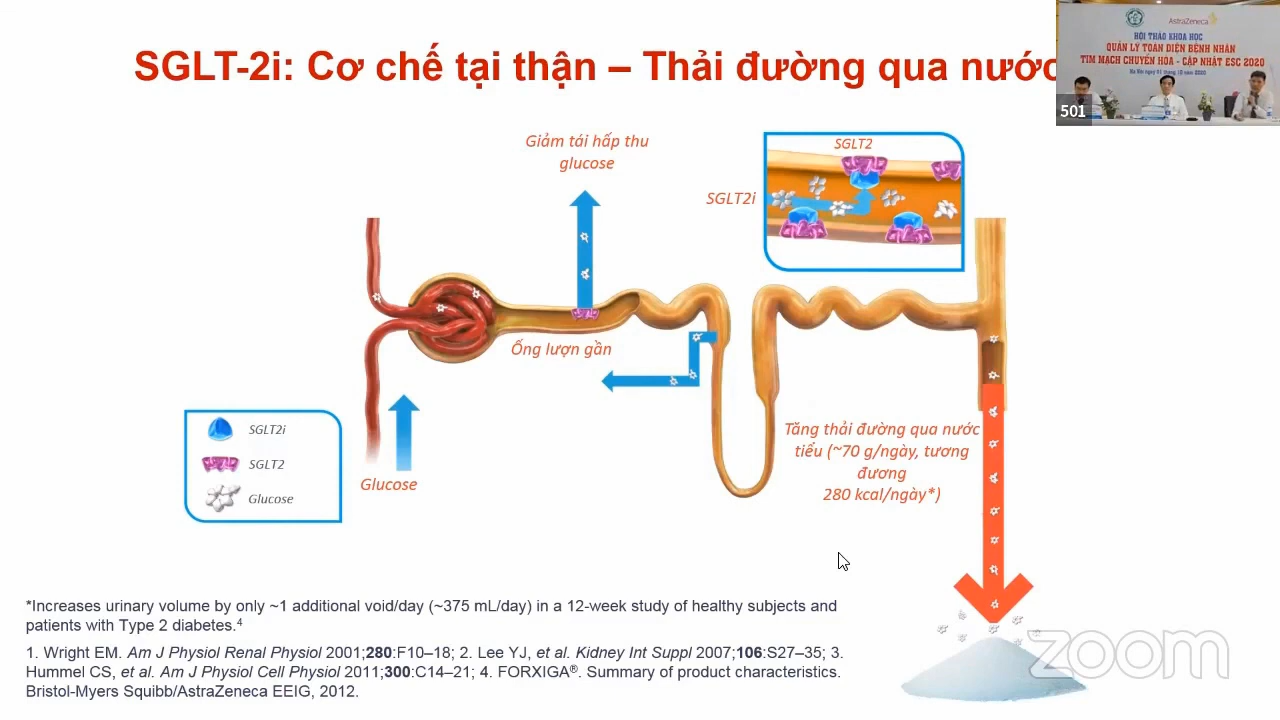 SGLT-2i: Cơ chế tại thận – Thải đường qua nước
AstraZeneca
HỘI THẢO KHOA HỌC
QUẢN LÝ TOÀN DIỆN BỆNH NHÂN
TIM MẠCH CHUYỂN HÓA - CẬP NHẬT ESC 2020
501
Giảm tái hấp thu
glucose
SGLT2
SGLT2i
Ống lượn gần
SGLT2i
SGLT2
Glucose
Glucose
Tăng thải đường qua nước
tiểu (~70 g/ngày, tương
đương
280 kcal/ngày*)
*Increases urinary volume by only ~1 additional void/day (~375 mL/day) in a 12-week study of healthy subjects and
patients with Type 2 diabetes.⁴
1. Wright EM. Am J Physiol Renal Physiol 2001;280:F10–18; 2. Lee YJ, et al. Kidney Int Suppl 2007;106:S27–35; 3.
Hummel CS, et al. Am J Physiol Cell Physiol 2011;300:C14–21; 4. FORXIGA®. Summary of product characteristics.
Bristol-Myers Squibb/AstraZeneca EEIG, 2012.
zoom